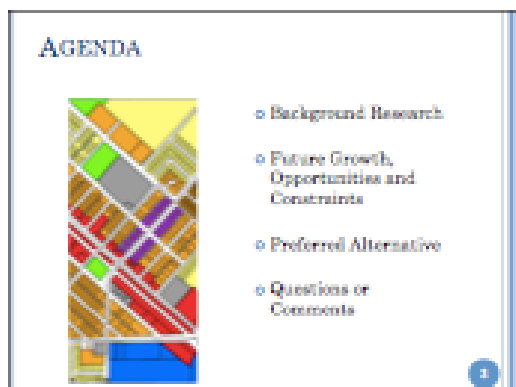 AGENDA
Background Research
Future Growth,
Opportunities and
Constraints
Preferred Alternative
Questions or
Comments